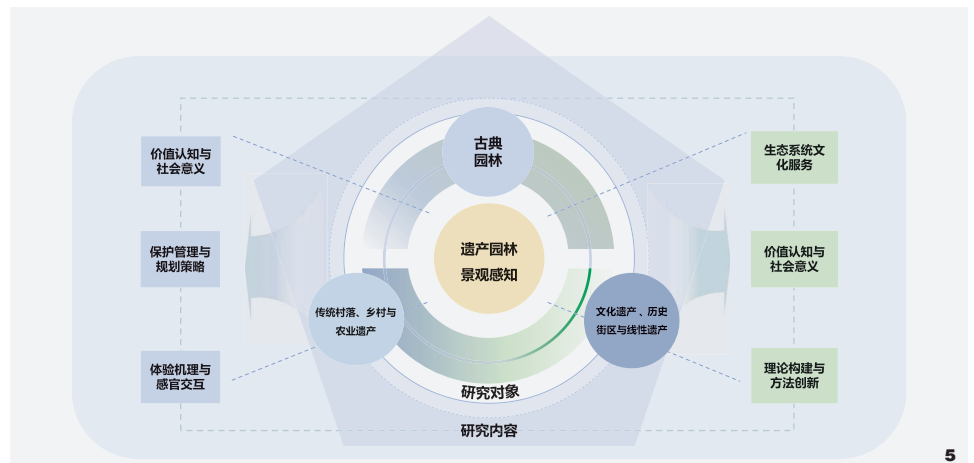 价值认知与
社会意义
保护管理与
规划策略
体验机理与
感官交互
古典
园林
遗产园林
景观感知
传统村落、乡村与
农业遗产
文化遗产、历史
街区与线性遗产
研究对象
研究内容
生态系统文
化服务
价值认知与
社会意义
理论构建与
方法创新
5